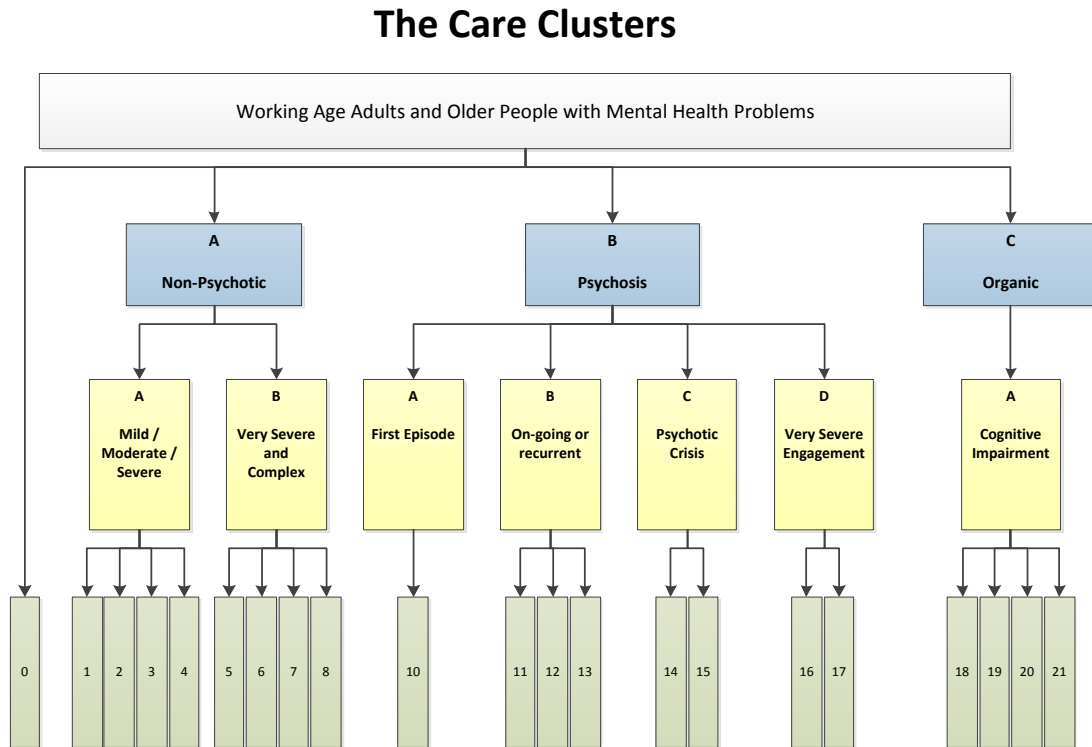 The Care Clusters
Working Age Adults and Older People with Mental Health Problems
A
Non-Psychotic
B
Psychosis
C
Organic
A
Mild /
Moderate /
Severe
B
Very Severe
and
Complex
A
First Episode
B
On-going or
recurrent
C
Psychotic
Crisis
D
Very Severe
Engagement
A
Cognitive
Impairment
0
1
2
3
4
5
6
7
8
10
11
12
13
14
15
16
17
18
19
20
21